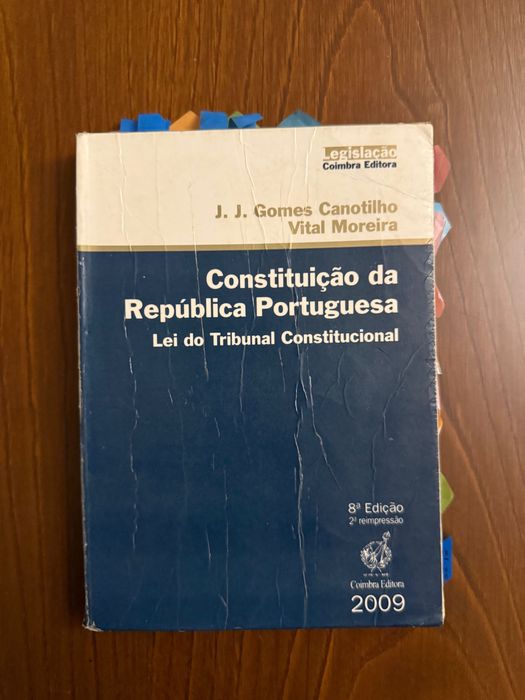 Legislação
Coimbra Editora
J. J. Gomes Canotilho
Vital Moreira
Constituição da
República Portuguesa
Lei do Tribunal Constitucional
8ª Edição
2ª reimpressão
Coimbra Editora
2009